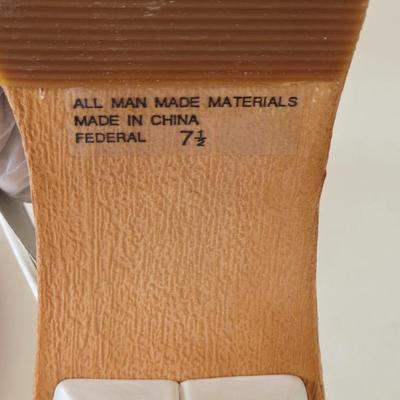 ALL MAN MADE MATERIALS
MADE IN CHINA
FEDERAL 7½